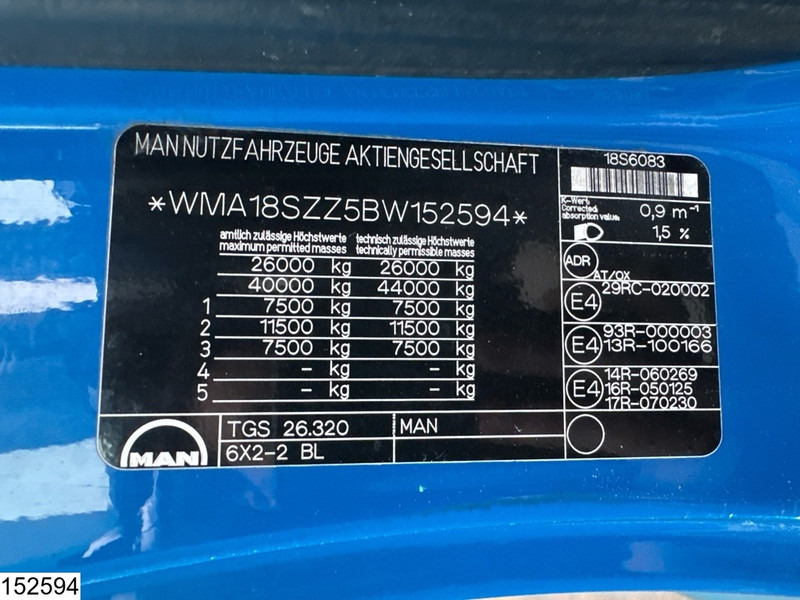 MAN NUTZFAHRZEUGE AKTIENGESELLSCHAFT
*WMA18SZZ5BW152594*
amtlich zulässige Höchstwerte technisch zulässige Höchstwerte
maximum permitted masses technically permissible masses
26000 kg 26000 kg
40000 kg 44000 kg
1 7500 kg 7500 kg
2 11500 kg 11500 kg
3 7500 kg 7500 kg
4 - kg - kg
5 - kg - kg
MAN
TGS 26.320 MAN
6X2-2 BL
18S6083
K-Wert
Corrected
absorption value: 0,9 m-1
1,5 %
ADR AT/OX
E4 29RC-020002
E4 93R-000003
13R-100166
E4 14R-060269
16R-050125
17R-070230
152594